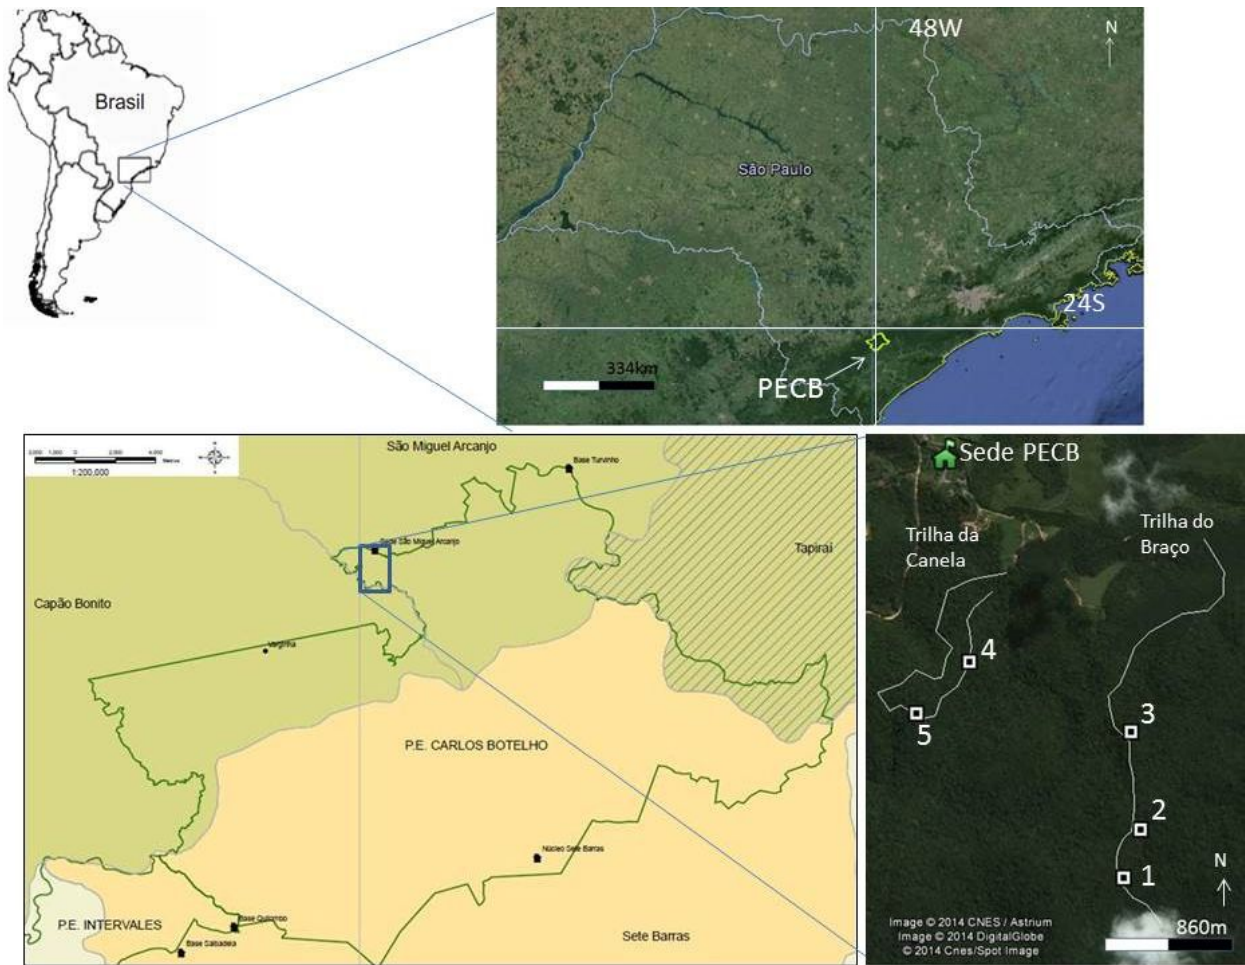 Brasil
48W
N
São Paulo
24S
334km
PECB
São Miguel Arcanjo
Base Turvinho
1:200,000
Sede São Miguel Arcanjo
Tapiraí
Capão Bonito
Varginha
P.E. CARLOS BOTELHO
Núcleo Sete Barras
P.E. INTERVALES
Base Quilombo
Base Saibadela
Sete Barras
Sede PECB
Trilha da
Canela
Trilha do
Braço
4
5
3
2
1
N
Image © 2014 CNES / Astrium
Image © 2014 DigitalGlobe
© 2014 Cnes/Spot Image
860m